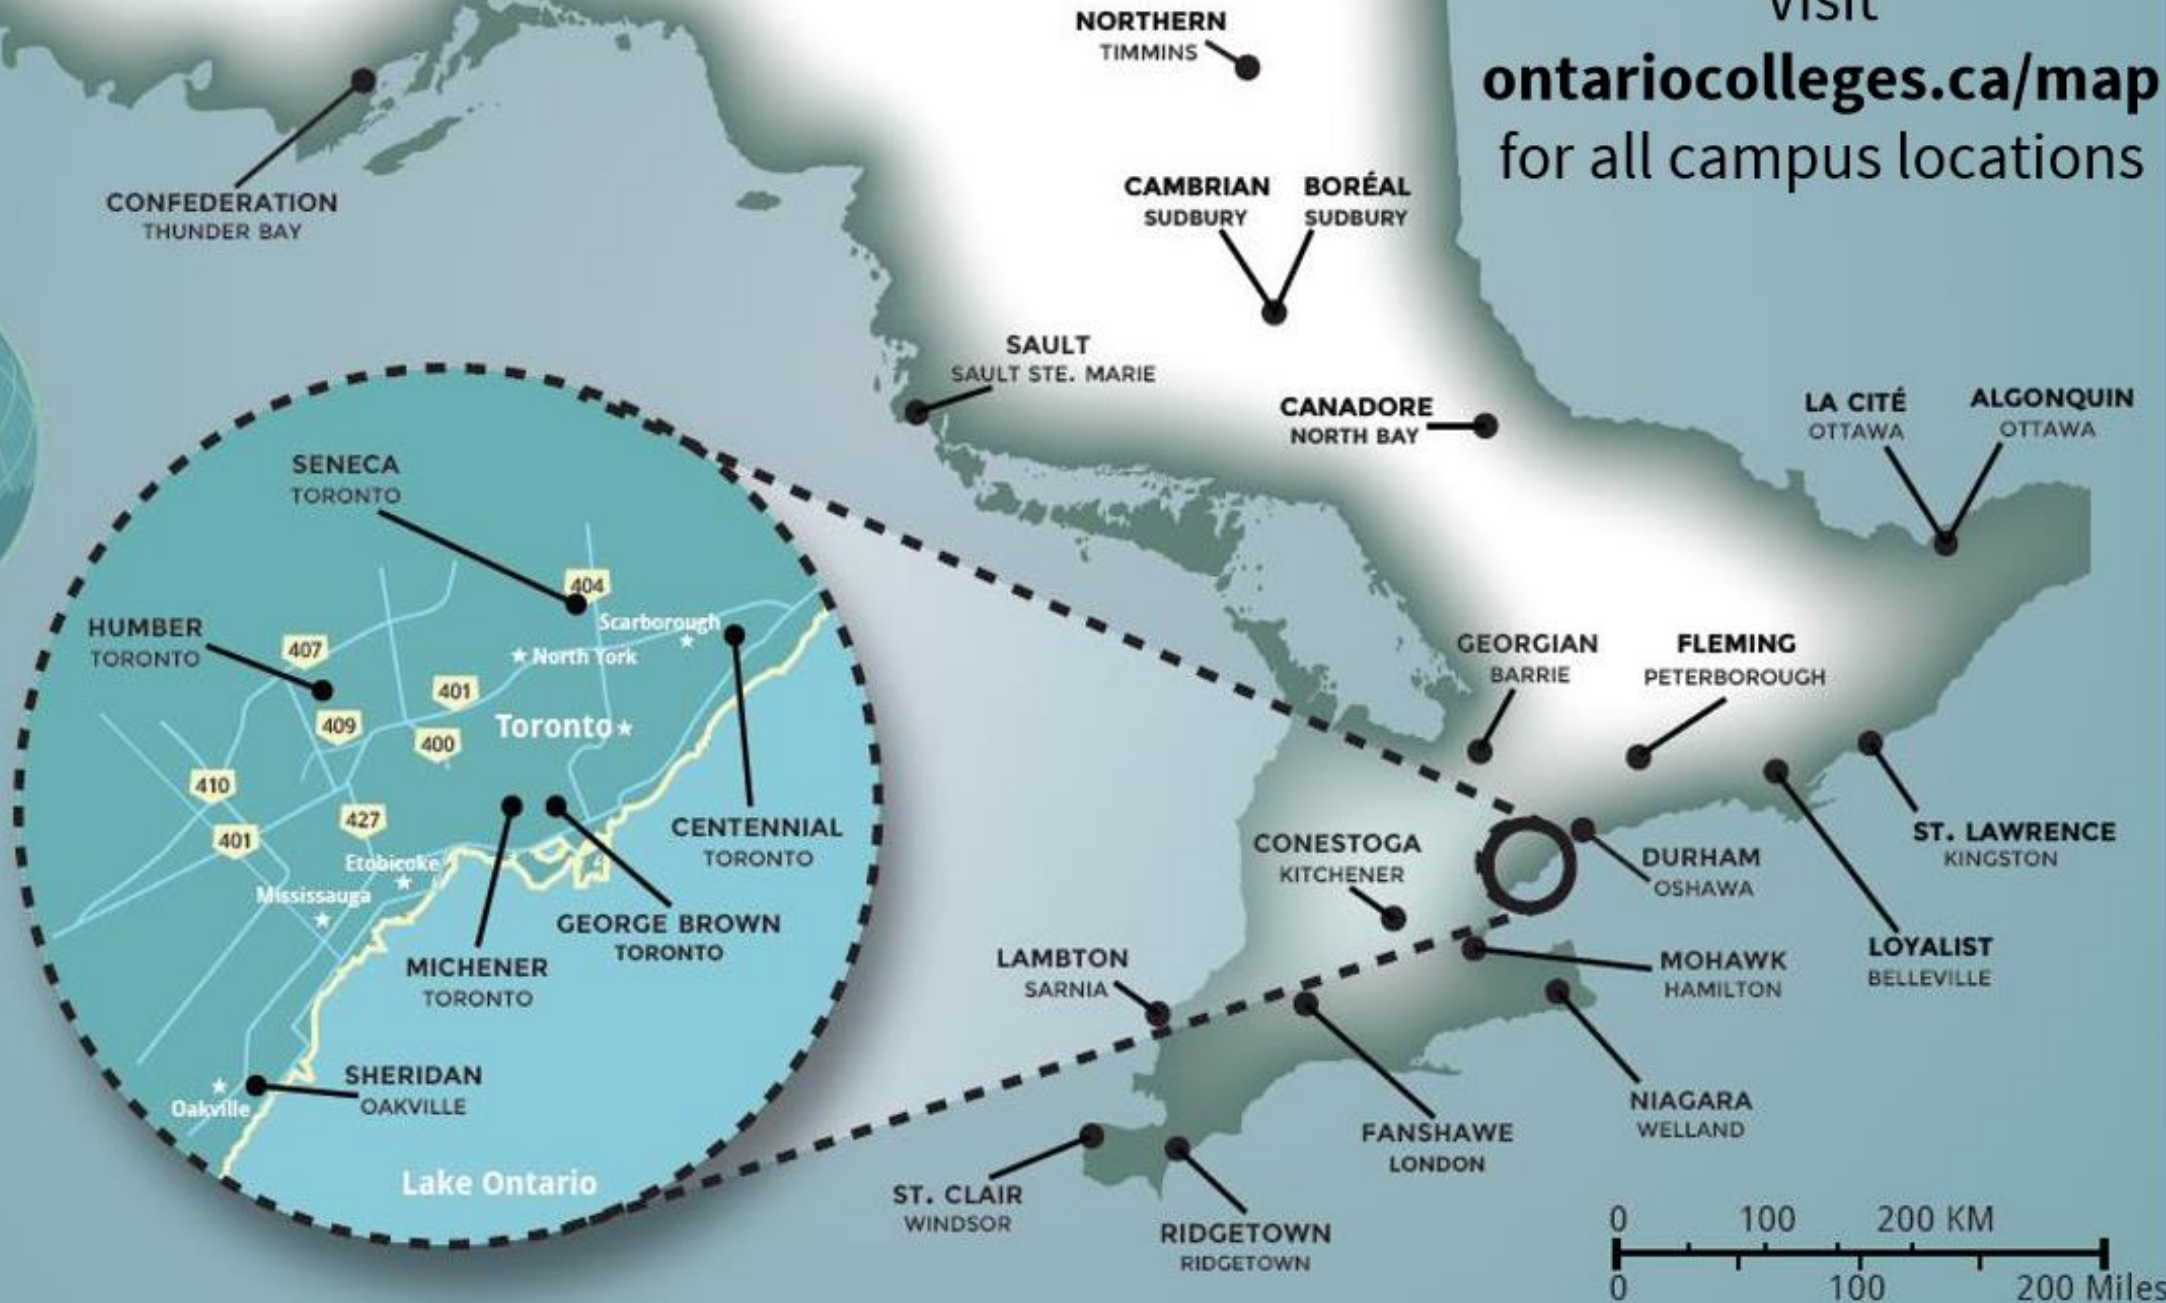 visit
ontariocolleges.ca/map
for all campus locations
NORTHERN
TIMMINS
CONFEDERATION
THUNDER BAY
CAMBRIAN
SUDBURY
BORÉAL
SUDBURY
SAULT
SAULT STE. MARIE
CANADORE
NORTH BAY
LA CITÉ
OTTAWA
ALGONQUIN
OTTAWA
SENECA
TORONTO
404
Scarborough
HUMBER
TORONTO
407
North York
401
409
Toronto
400
410
427
401
CENTENNIAL
TORONTO
Etobicoke
Mississauga
GEORGE BROWN
TORONTO
MICHENER
TORONTO
SHERIDAN
OAKVILLE
Oakville
Lake Ontario
GEORGIAN
BARRIE
FLEMING
PETERBOROUGH
ST. LAWRENCE
KINGSTON
CONESTOGA
KITCHENER
DURHAM
OSHAWA
LOYALIST
BELLEVILLE
LAMBTON
SARNIA
MOHAWK
HAMILTON
NIAGARA
WELLAND
FANSHAWE
LONDON
ST. CLAIR
WINDSOR
RIDGETOWN
RIDGETOWN
0 100 200 KM
0 100 200 Miles